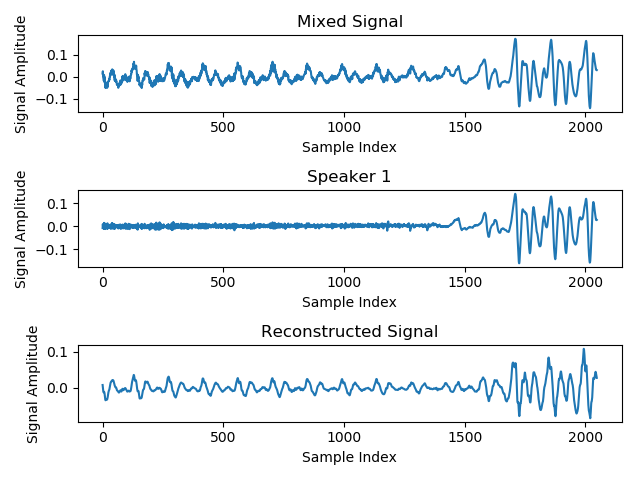 Mixed Signal
Signal Amplitude
0.1
0.0
−0.1
0 500 1000 1500 2000
Sample Index
Speaker 1
Signal Amplitude
0.1
0.0
−0.1
0 500 1000 1500 2000
Sample Index
Reconstructed Signal
Signal Amplitude
0.1
0.0
0 500 1000 1500 2000
Sample Index